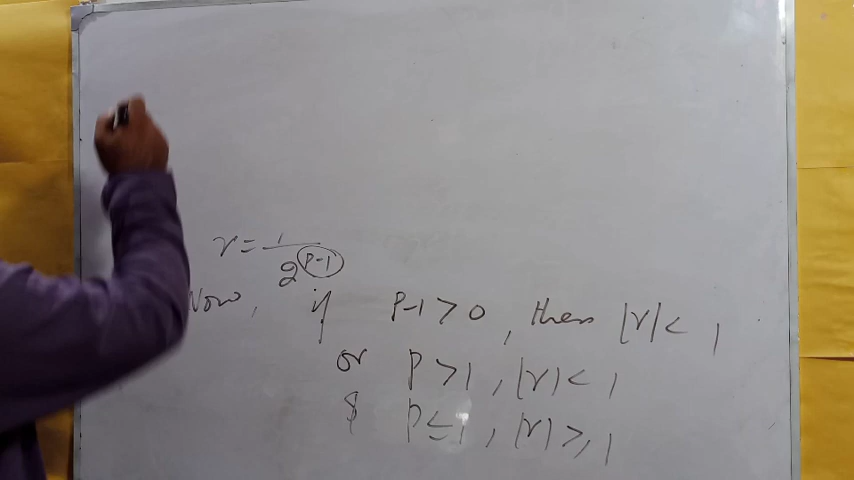 r = 1/2^(P-1)
Now, if P-1 > 0, then |r| < 1
or P > 1, |r| < 1
& P ≤ 1, |r| ≥ 1